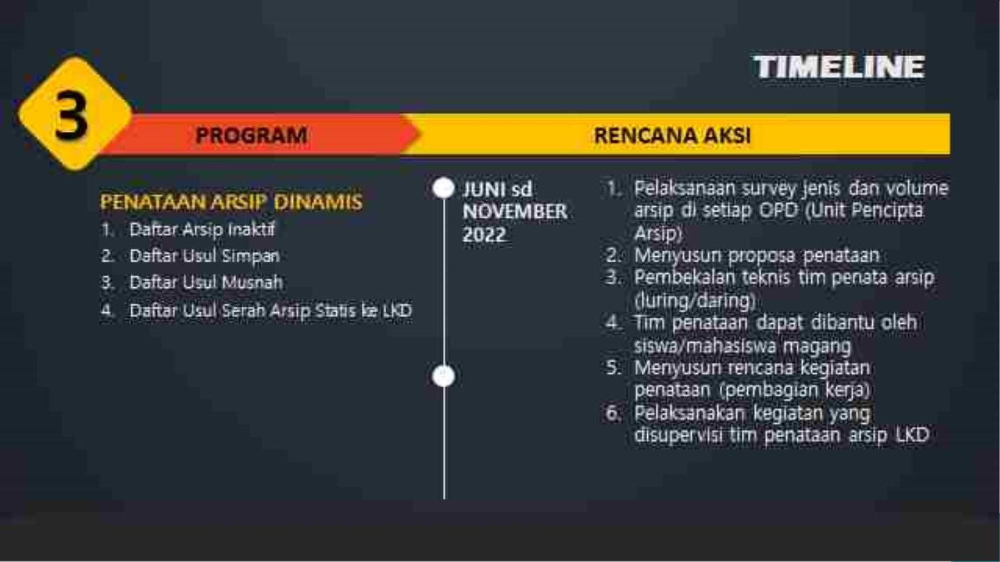 TIMELINE
3
PROGRAM
RENCANA AKSI
PENATAAN ARSIP DINAMIS
1. Daftar Arsip Inaktif
2. Daftar Usul Simpan
3. Daftar Usul Musnah
4. Daftar Usul Serah Arsip Statis ke LKD
JUNI sd
NOVEMBER
2022
1. Pelaksanaan survey jenis dan volume
arsip di setiap OPD (Unit Pencipta
Arsip)
2. Menyusun proposa penataan
3. Pembekalan teknis tim penata arsip
(luring/daring)
4. Tim penataan dapat dibantu oleh
siswa/mahasiswa magang
5. Menyusun rencana kegiatan
penataan (pembagian kerja)
6. Pelaksanakan kegiatan yang
disupervisi tim penataan arsip LKD